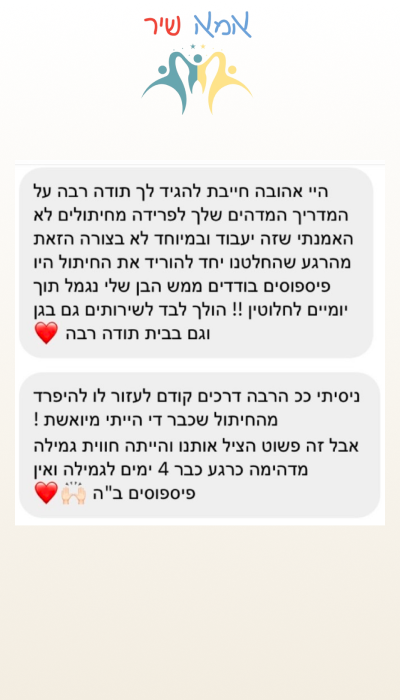 אמא שיר
היי אהובה חייבת להגיד לך תודה רבה על
המדריך המדהים שלך לפרידה מחיתולים לא
האמנתי שזה יעבוד ובמיוחד לא בצורה הזאת
מהרגע שהחלטנו יחד להוריד את החיתול היו
פיספוסים בודדים ממש הבן שלי נגמל תוך
יומיים לחלוטין !! הולך לבד לשירותים גם בגן
וגם בבית תודה רבה ❤️
ניסיתי ככ הרבה דרכים קודם לעזור לו להיפרד
מהחיתול שכבר די הייתי מיואשת !
אבל זה פשוט הציל אותנו והייתה חווית גמילה
מדהימה כרגע כבר 4 ימים לגמילה ואין
פיספוסים ב"ה 🙌🏻❤️